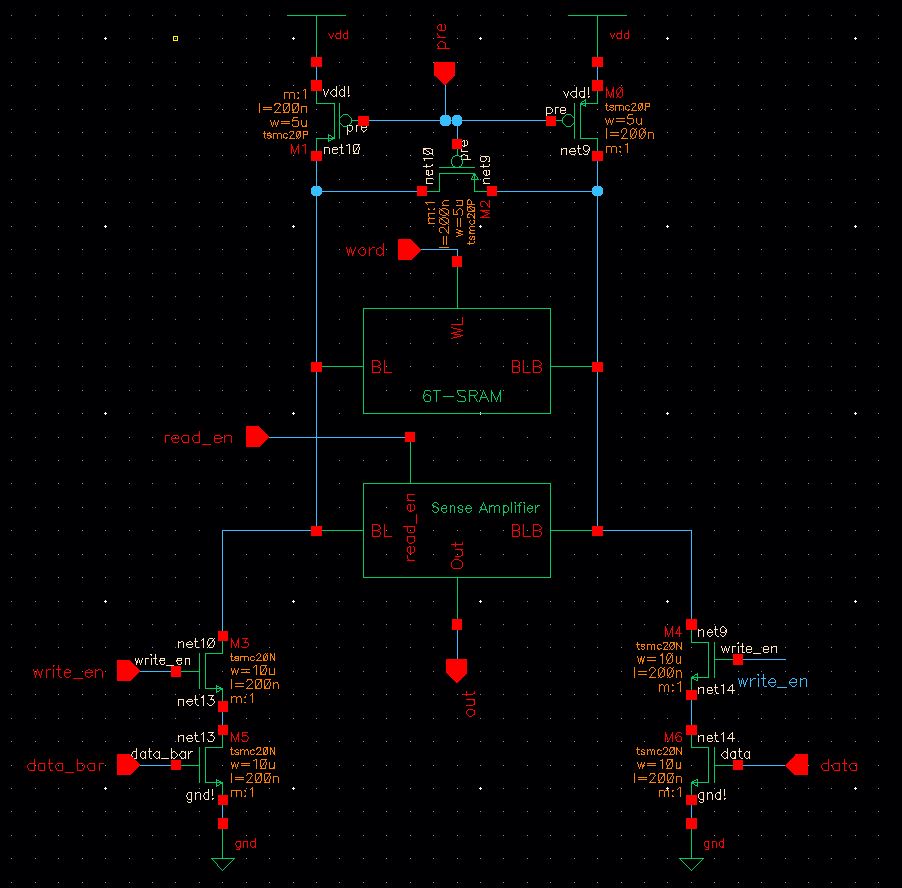 vdd
pre
vdd
m:1
vdd!
l=200n
w=5u
tsmc20P
M1
pre
net10
vdd!
M0
tsmc20P
w=5u
l=200n
m:1
net9
net10
pre
net9
m:1
l=200n
w=5u
tsmc20P
M2
word
WL
BL
BLB
6T-SRAM
read_en
read_en
Sense Amplifier
BL
BLB
Out
out
net10
M3
write_en
write_en
tsmc20N
w=10u
l=200n
m:1
net13
net13
M5
data_bar
data_bar
tsmc20N
w=10u
l=200n
m:1
gnd!
gnd
M4
net9
tsmc20N
w=10u
l=200n
m:1
write_en
write_en
net14
M6
net14
tsmc20N
w=10u
l=200n
m:1
data
data
gnd!
gnd